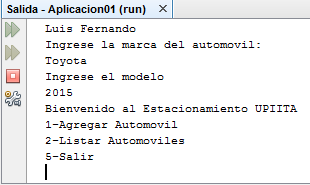 Salida - Aplicacion01 (run)
Luis Fernando
Ingrese la marca del automovil:
Toyota
Ingrese el modelo
2015
Bienvenido al Estacionamiento UPIITA
1-Agregar Automovil
2-Listar Automoviles
5-Salir